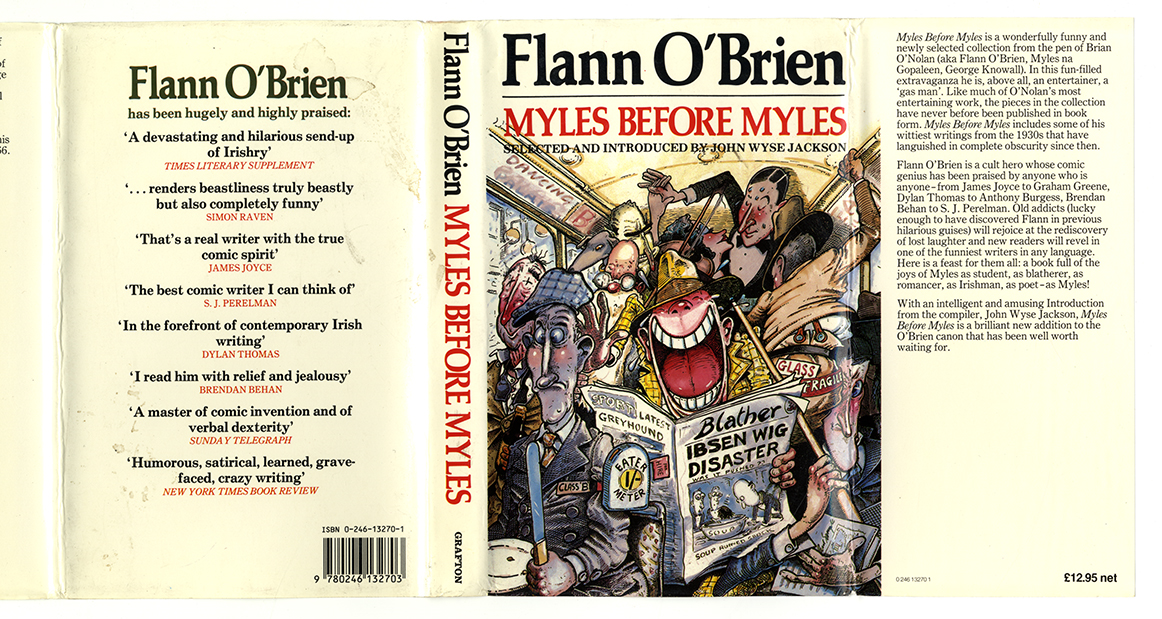 Flann O'Brien
has been hugely and highly praised:
'A devastating and hilarious send-up
of Irishry'
TIMES LITERARY SUPPLEMENT
'... renders beastliness truly beastly
but also completely funny'
SIMON RAVEN
'That's a real writer with the true
comic spirit'
JAMES JOYCE
'The best comic writer I can think of'
S. J. PERELMAN
'In the forefront of contemporary Irish
writing'
DYLAN THOMAS
'I read him with relief and jealousy'
BRENDAN BEHAN
'A master of comic invention and of
verbal dexterity'
SUNDAY TELEGRAPH
'Humorous, satirical, learned, grave-
faced, crazy writing'
NEW YORK TIMES BOOK REVIEW
ISBN 0-246-13270-1
9 780246 132703
Flann O'Brien MYLES BEFORE MYLES
GRAFTON
Flann O'Brien
MYLES BEFORE MYLES
SELECTED AND INTRODUCED BY JOHN WYSE JACKSON
DANCING
GLASS
FRAGILE
SPORT LATEST
GREYHOUND
Blather
IBSEN WIG
DISASTER
WAS IT PUSHED ?
EATER
1/-
METER
CLASS B
SOUP
Myles Before Myles is a wonderfully funny and
newly selected collection from the pen of Brian
O'Nolan (aka Flann O'Brien, Myles na
Gopaleen, George Knowall). In this fun-filled
extravaganza he is, above all, an entertainer, a
'gas man'. Like much of O'Nolan's most
entertaining work, the pieces in the collection
have never before been published in book
form. Myles Before Myles includes some of his
wittiest writings from the 1930s that have
languished in complete obscurity since then.
Flann O'Brien is a cult hero whose comic
genius has been praised by anyone who is
anyone–from James Joyce to Graham Greene,
Dylan Thomas to Anthony Burgess, Brendan
Behan to S. J. Perelman. Old addicts (lucky
enough to have discovered Flann in previous
hilarious guises) will rejoice at the rediscovery
of lost laughter and new readers will revel in
one of the funniest writers in any language.
Here is a feast for them all: a book full of the
joys of Myles as student, as blatherer, as
romancer, as Irishman, as poet–as Myles!
With an intelligent and amusing Introduction
from the compiler, John Wyse Jackson, Myles
Before Myles is a brilliant new addition to the
O'Brien canon that has been well worth
waiting for.
0 246 13270 1
£12.95 net